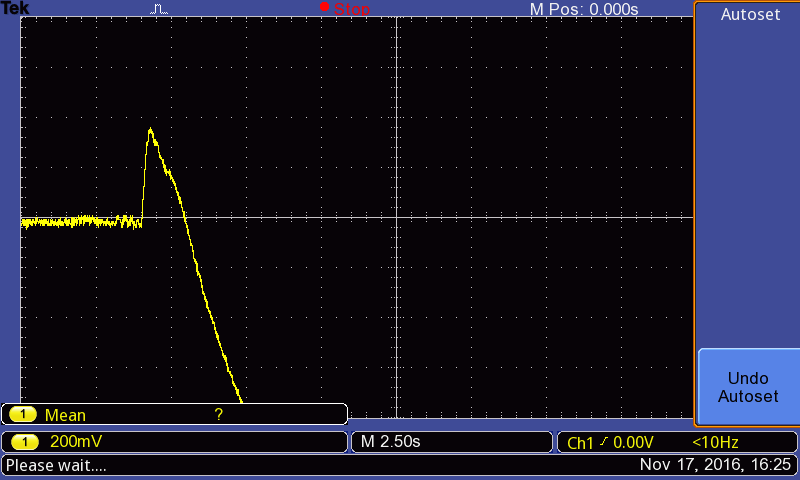 Tek
Stop
M Pos: 0.000s
Autoset
1 Mean ?
Undo
Autoset
1 200mV
M 2.50s
Ch1 0.00V <10Hz
Please wait....
Nov 17, 2016, 16:25